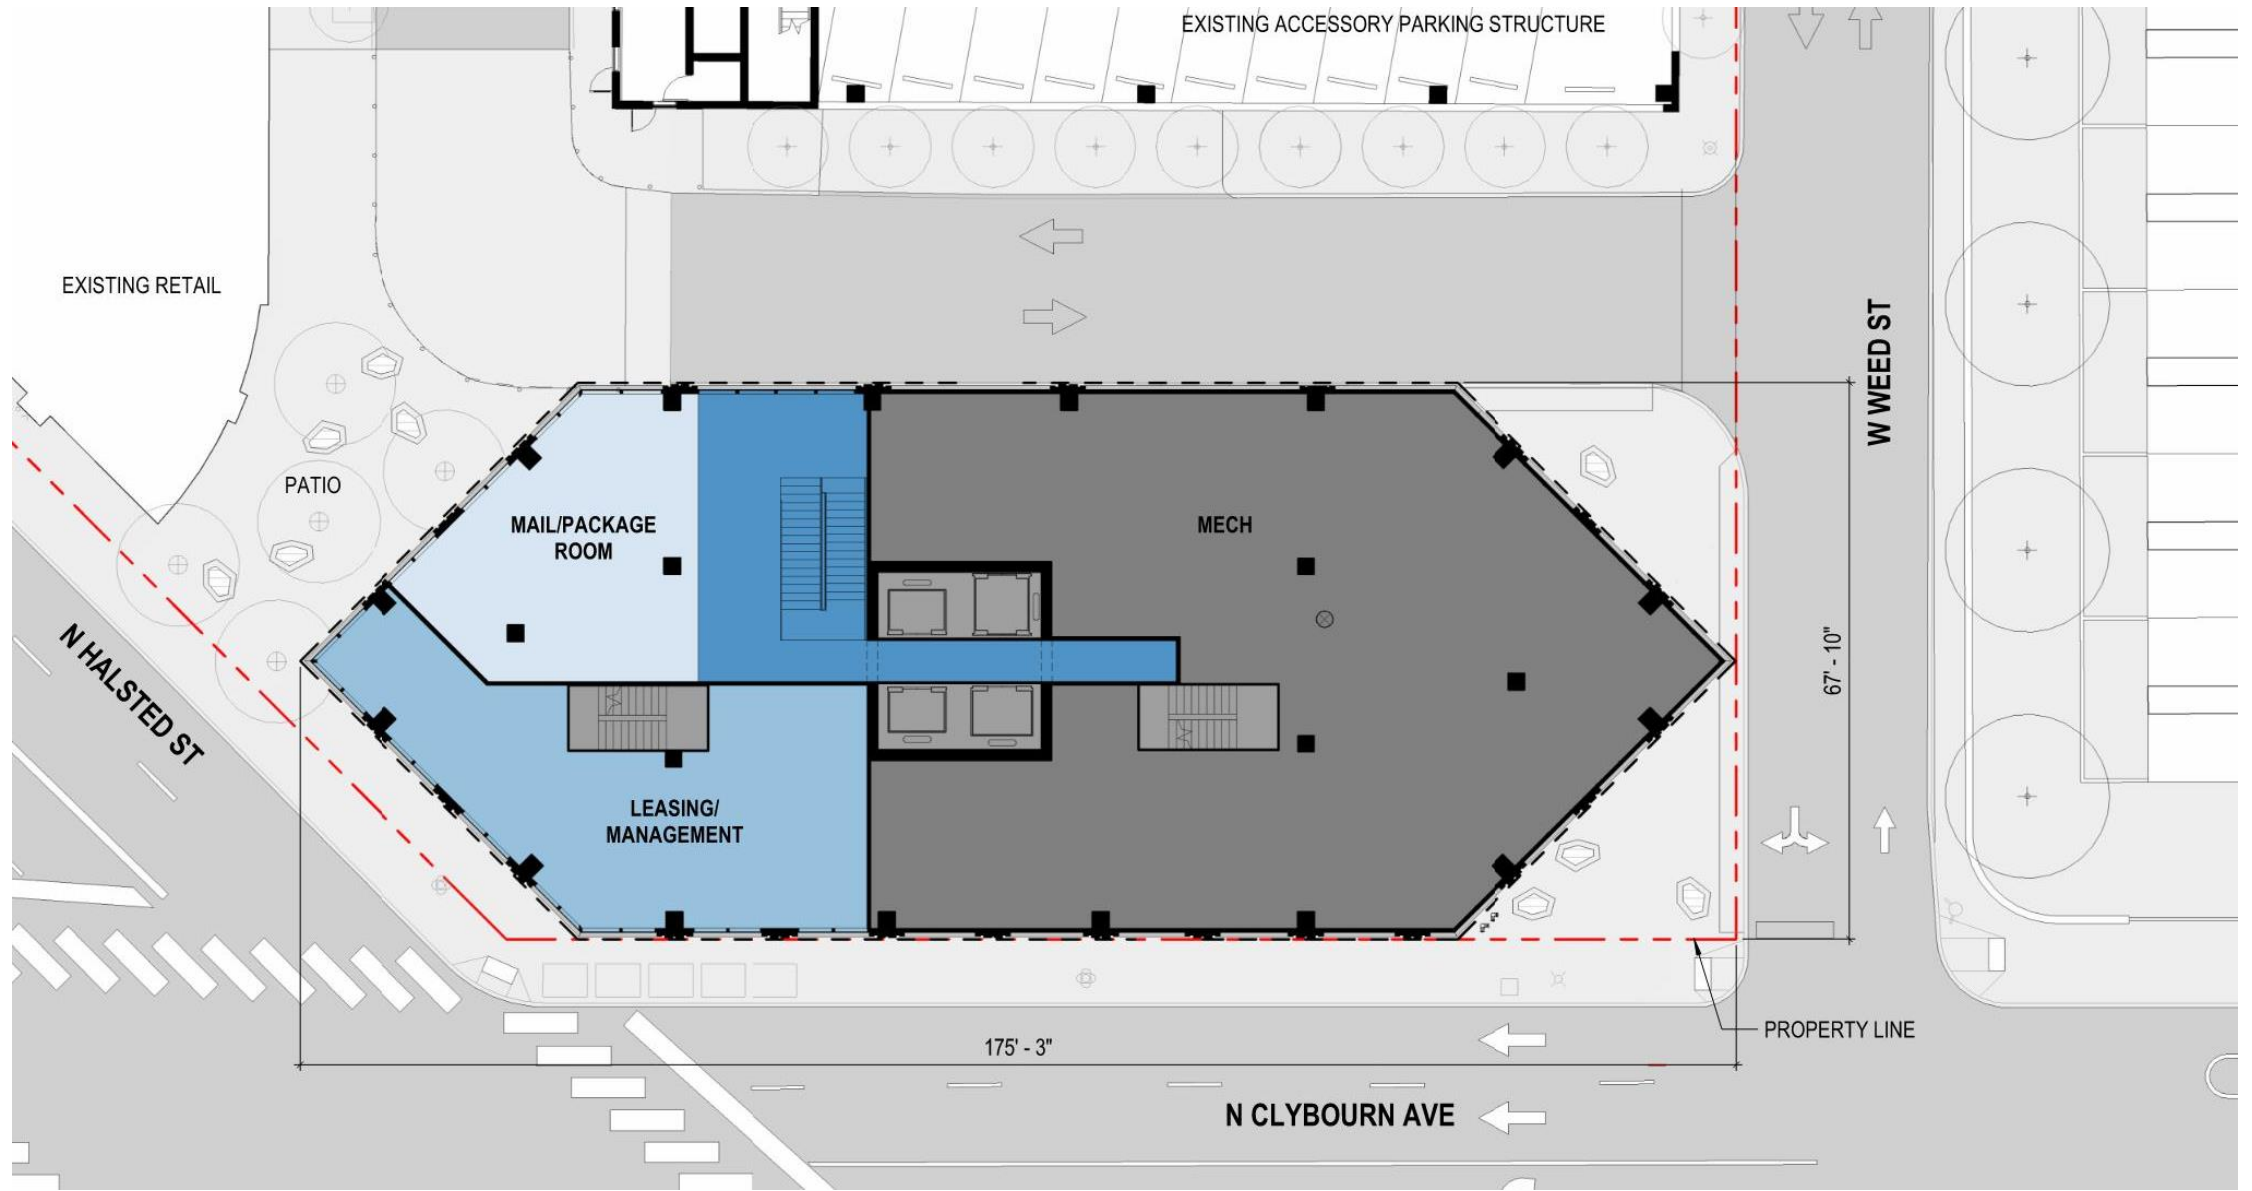 EXISTING ACCESSORY PARKING STRUCTURE
EXISTING RETAIL
W WEED ST
PATIO
MAIL/PACKAGE
ROOM
MECH
N HALSTED ST
67' - 10"
LEASING/
MANAGEMENT
PROPERTY LINE
175' - 3"
N CLYBOURN AVE